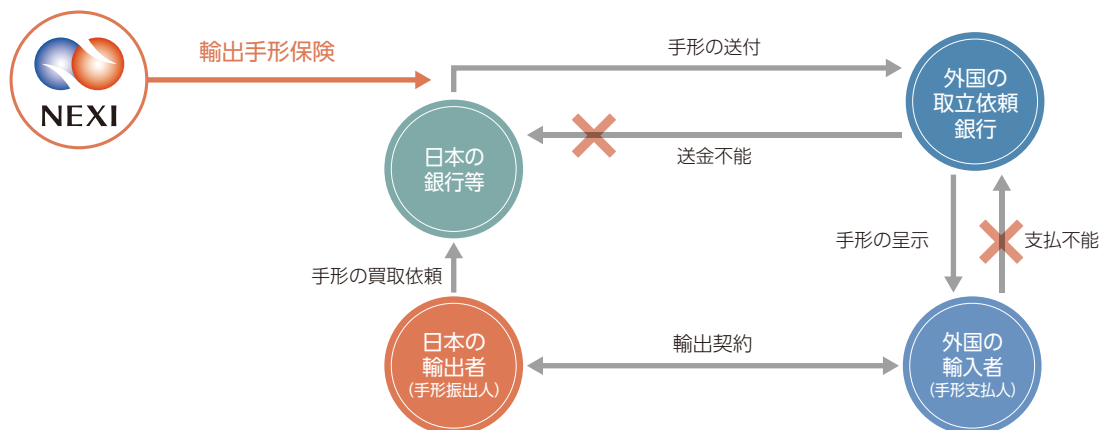 NEXI
輸出手形保険
手形の送付
外国の
取立依頼
銀行
日本の
銀行等
送金不能
手形の呈示
支払不能
手形の買取依頼
日本の
輸出者
(手形振出人)
輸出契約
外国の
輸入者
(手形支払人)